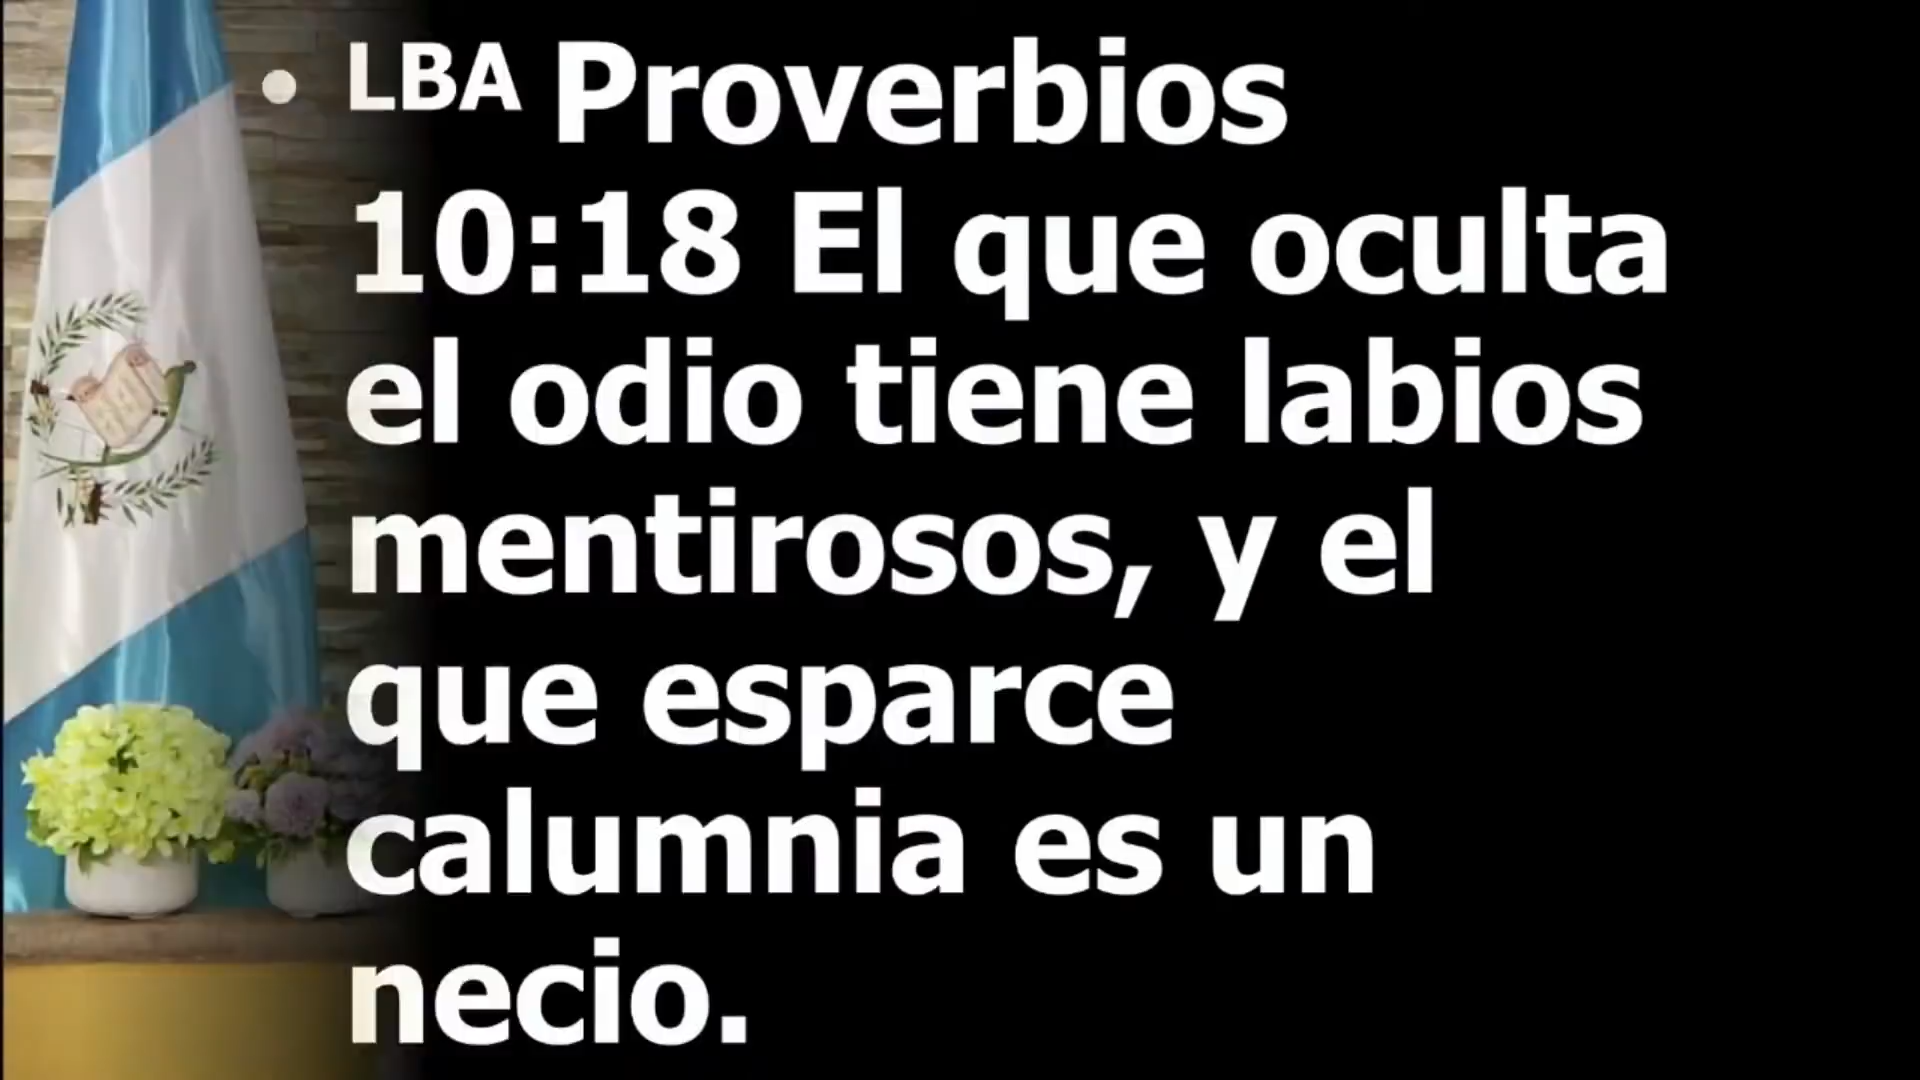 • LBA Proverbios
10:18 El que oculta
el odio tiene labios
mentirosos, y el
que esparce
calumnia es un
necio.